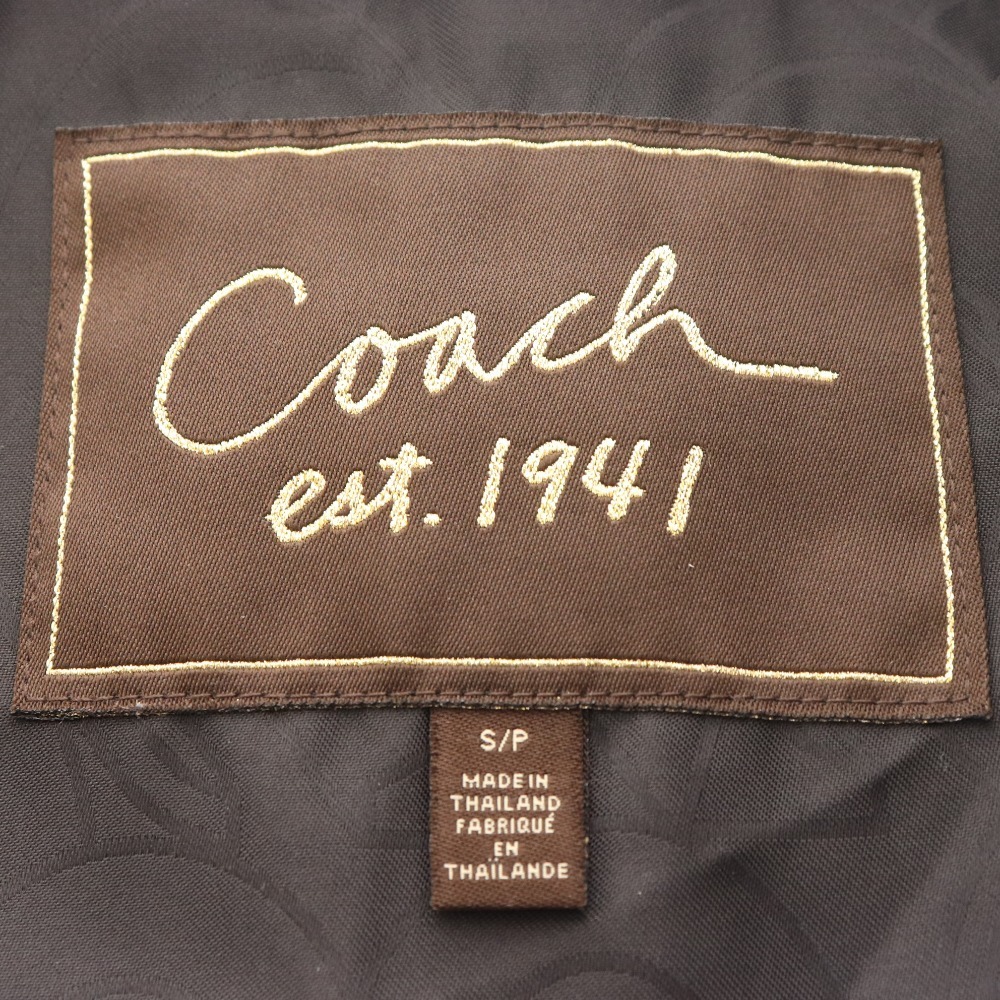 Coach
est. 1941
S/P
MADE IN
THAILAND
FABRIQUÉ
EN
THAÏLANDE